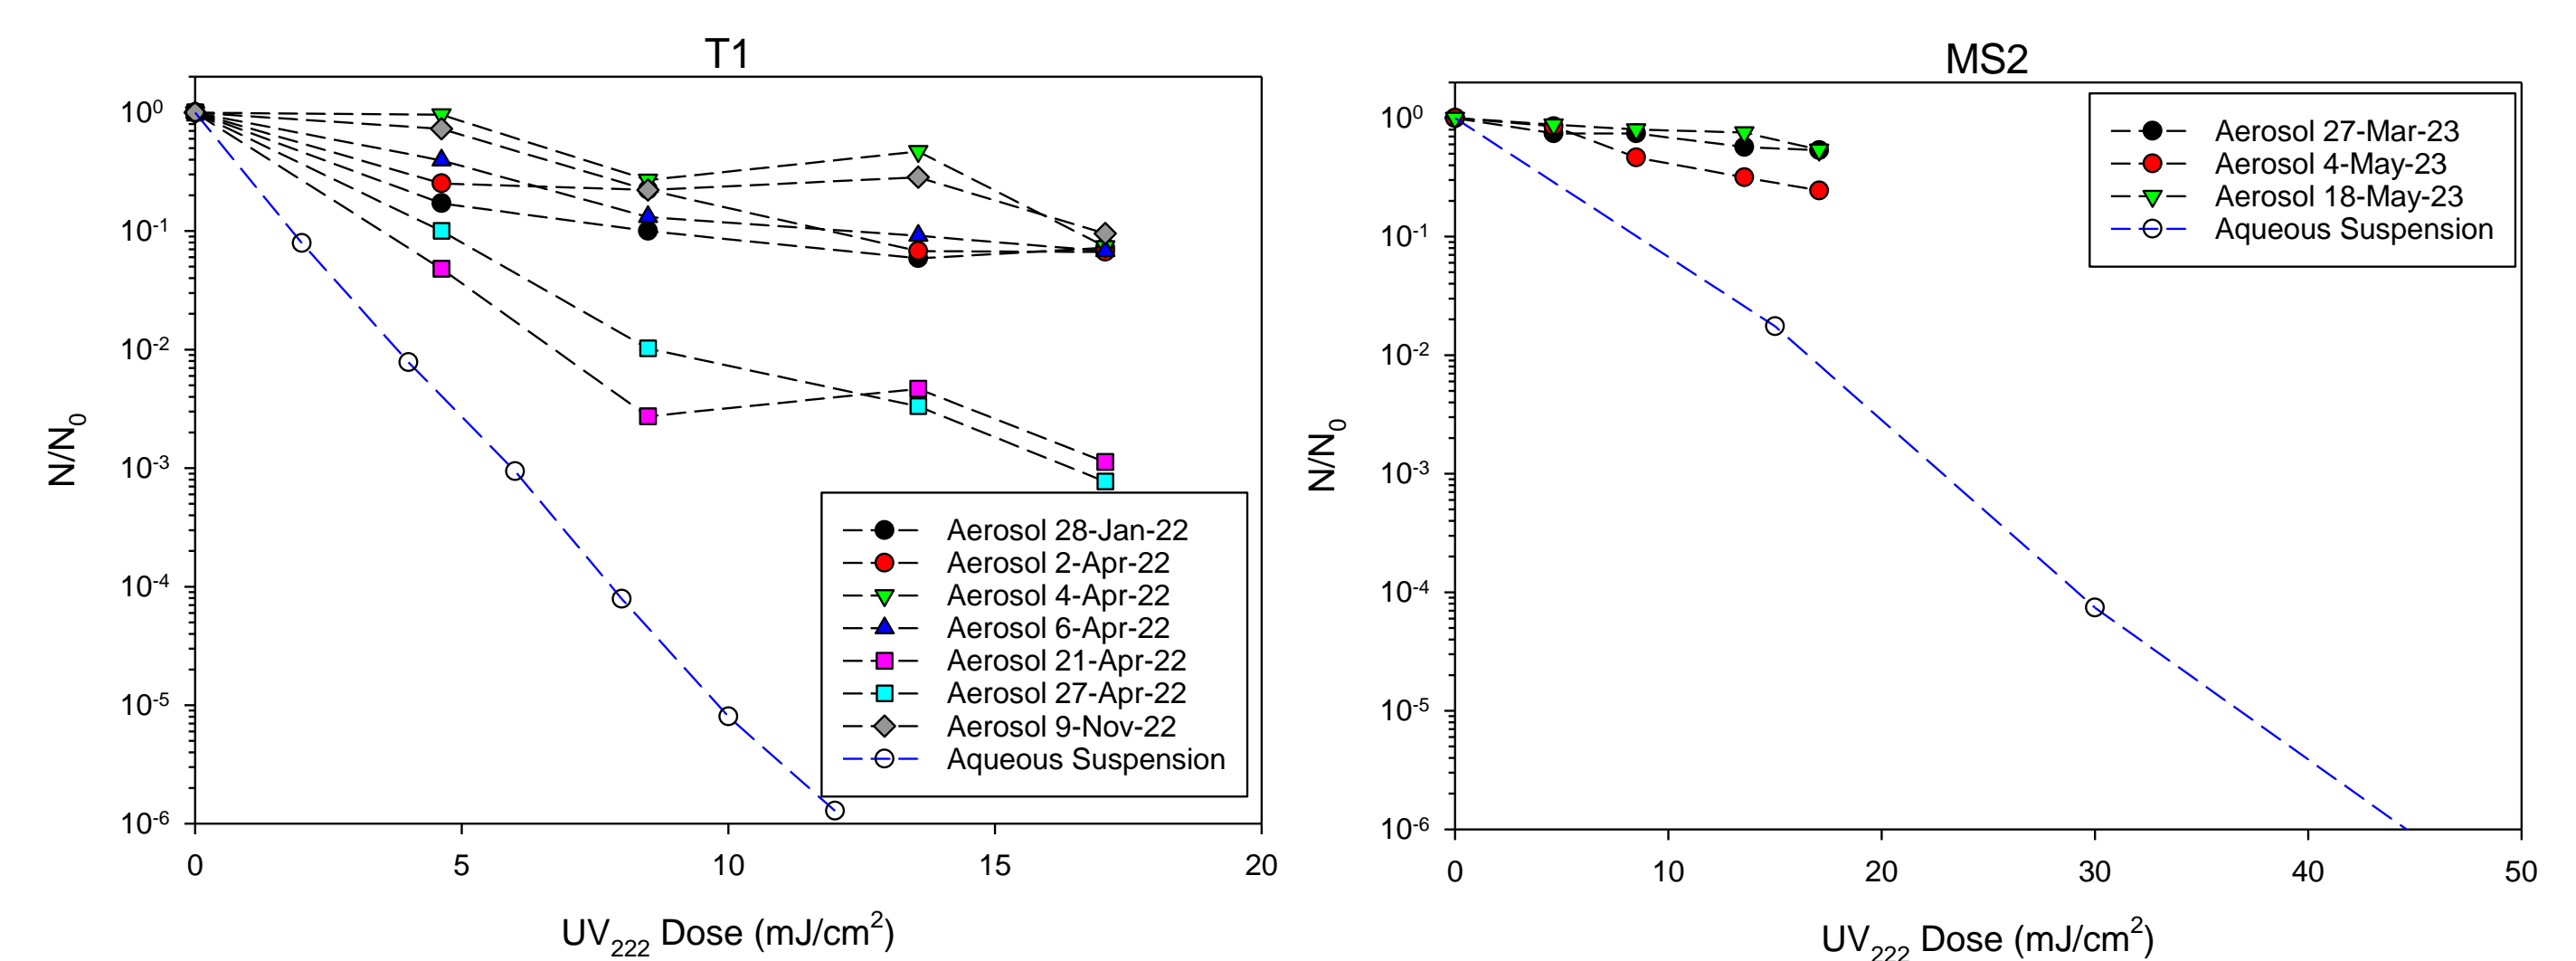 T1
10⁰
10⁻¹
10⁻²
10⁻³
10⁻⁴
10⁻⁵
10⁻⁶
N/N₀
0 5 10 15 20
UV₂₂₂ Dose (mJ/cm²)
Aerosol 28-Jan-22
Aerosol 2-Apr-22
Aerosol 4-Apr-22
Aerosol 6-Apr-22
Aerosol 21-Apr-22
Aerosol 27-Apr-22
Aerosol 9-Nov-22
Aqueous Suspension
MS2
10⁰
10⁻¹
10⁻²
10⁻³
10⁻⁴
10⁻⁵
10⁻⁶
N/N₀
0 10 20 30 40 50
UV₂₂₂ Dose (mJ/cm²)
Aerosol 27-Mar-23
Aerosol 4-May-23
Aerosol 18-May-23
Aqueous Suspension